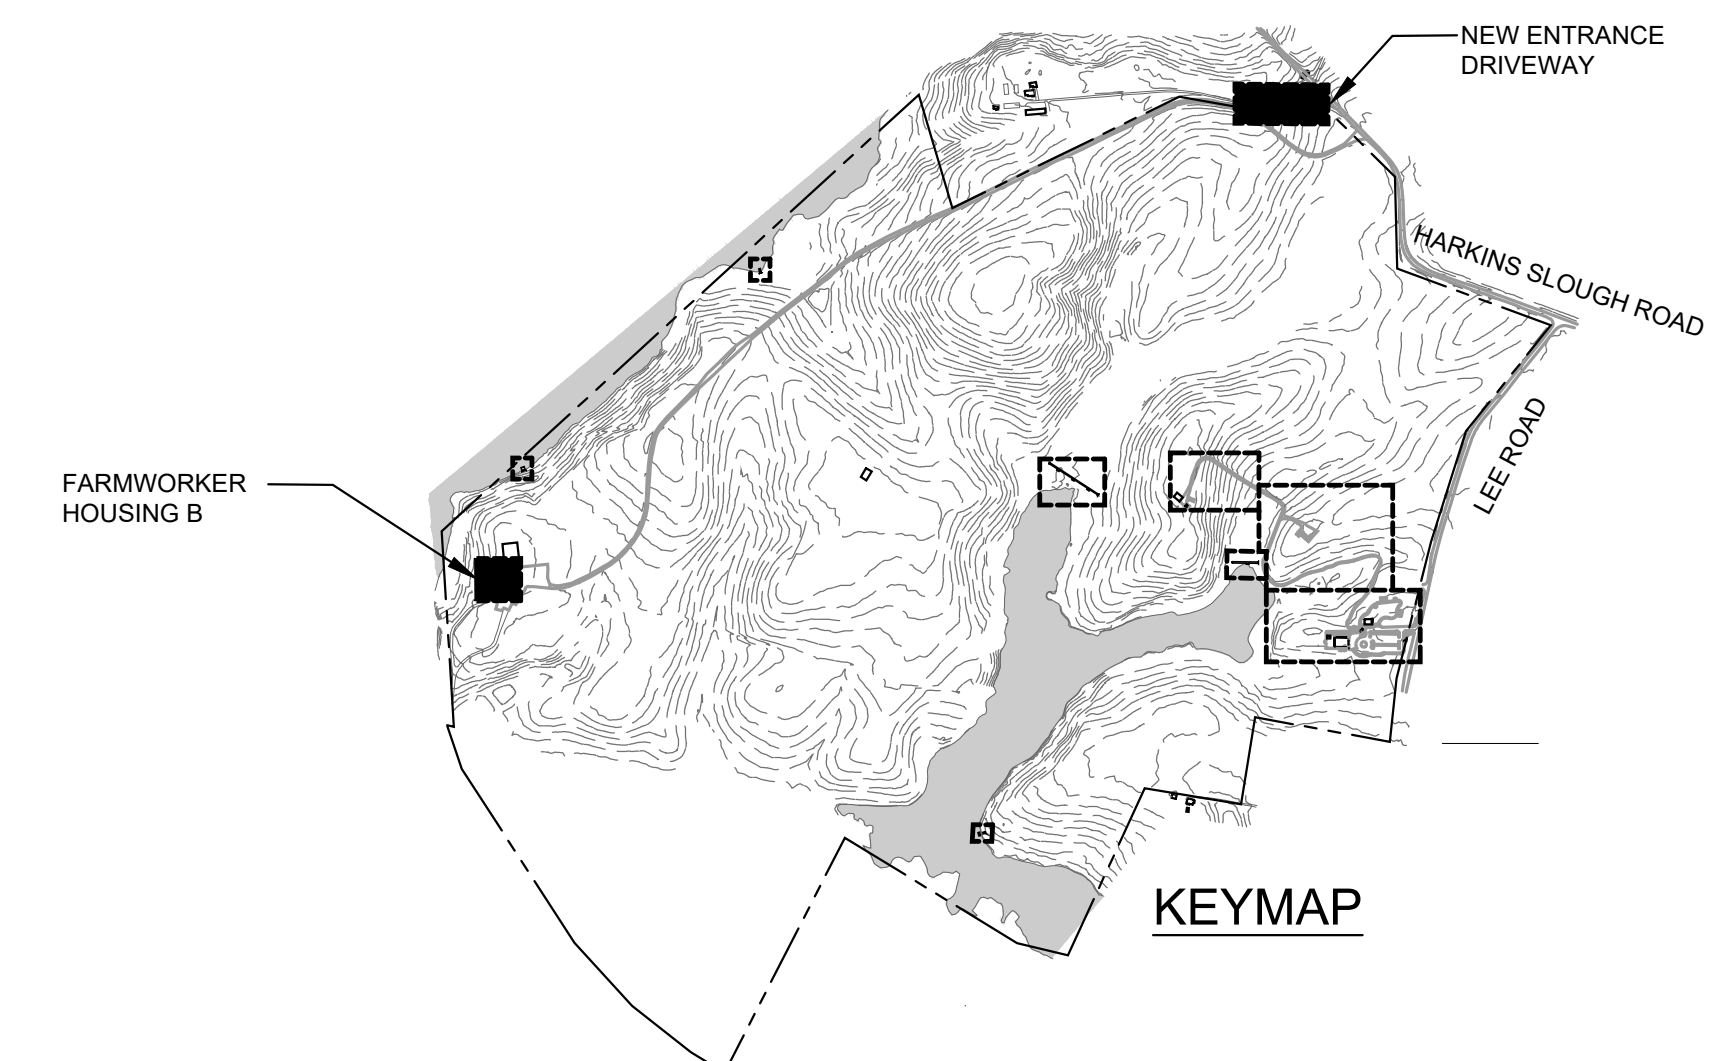 NEW ENTRANCE
DRIVEWAY
HARKINS SLOUGH ROAD
LEE ROAD
FARMWORKER
HOUSING B
KEYMAP